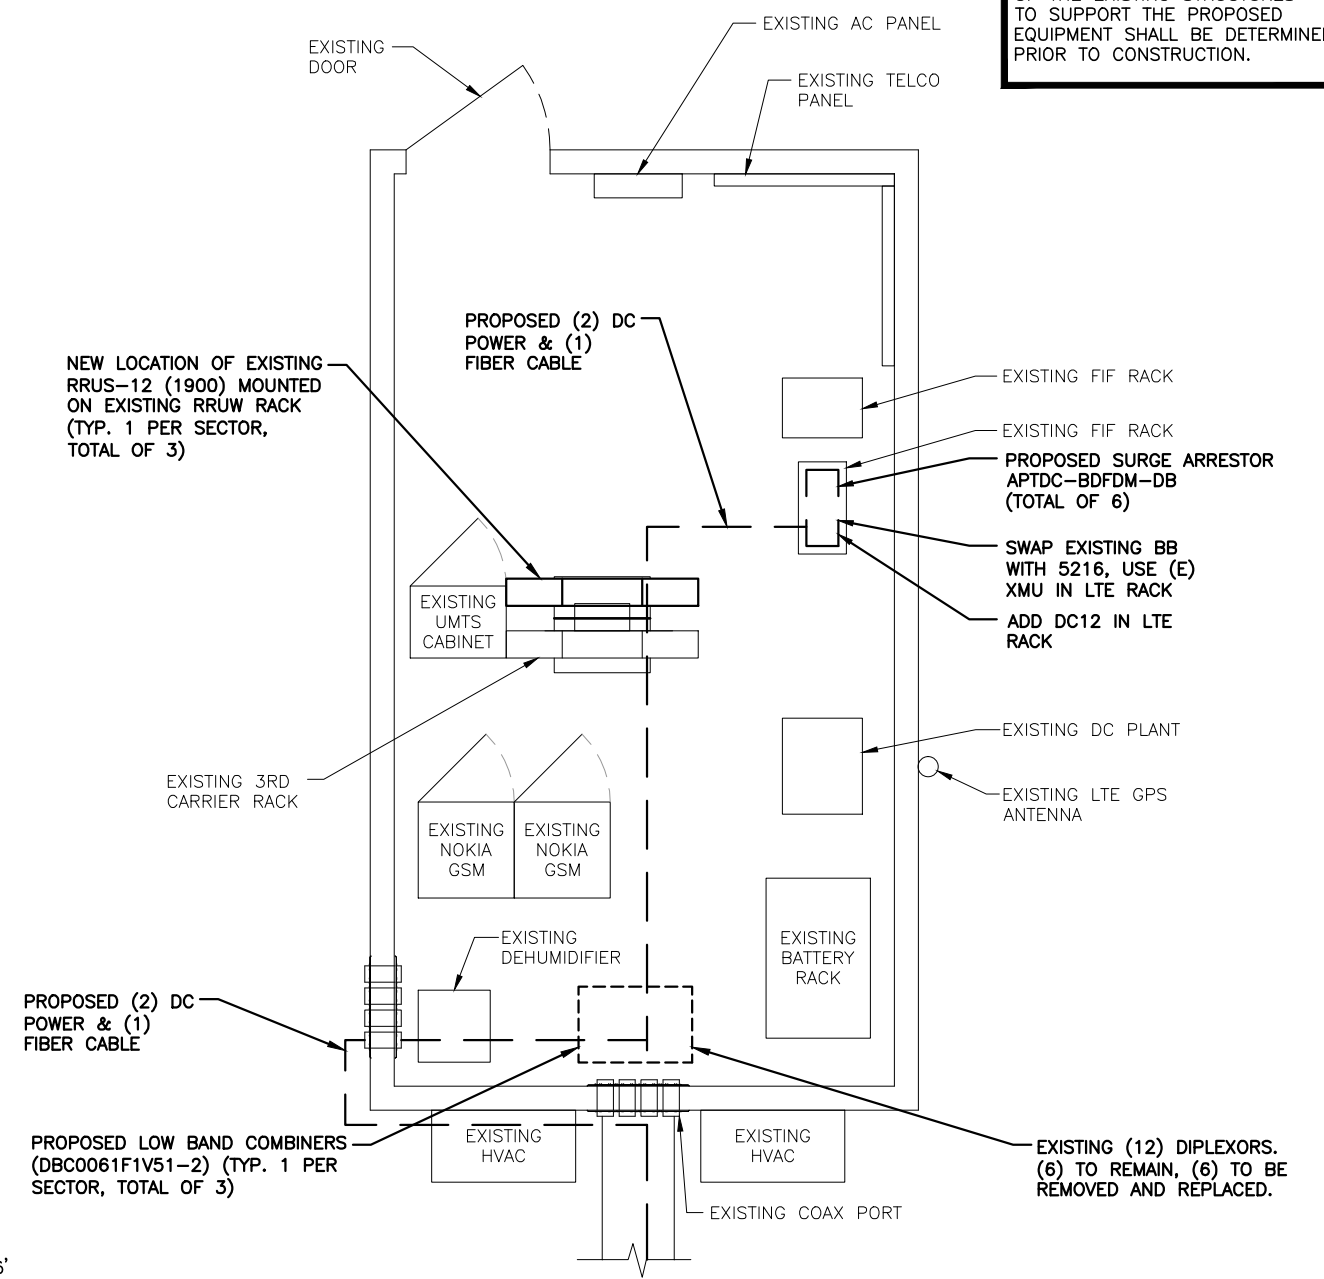 TO SUPPORT THE PROPOSED
EQUIPMENT SHALL BE DETERMINED
PRIOR TO CONSTRUCTION.
EXISTING AC PANEL
EXISTING
DOOR
EXISTING TELCO
PANEL
PROPOSED (2) DC
POWER & (1)
FIBER CABLE
NEW LOCATION OF EXISTING
RRUS-12 (1900) MOUNTED
ON EXISTING RRUW RACK
(TYP. 1 PER SECTOR,
TOTAL OF 3)
EXISTING FIF RACK
EXISTING FIF RACK
PROPOSED SURGE ARRESTOR
APTDC-BDFDM-DB
(TOTAL OF 6)
SWAP EXISTING BB
WITH 5216, USE (E)
XMU IN LTE RACK
ADD DC12 IN LTE
RACK
EXISTING
UMTS
CABINET
EXISTING 3RD
CARRIER RACK
EXISTING DC PLANT
EXISTING LTE GPS
ANTENNA
EXISTING
NOKIA
GSM
EXISTING
NOKIA
GSM
EXISTING
DEHUMIDIFIER
EXISTING
BATTERY
RACK
PROPOSED (2) DC
POWER & (1)
FIBER CABLE
PROPOSED LOW BAND COMBINERS
(DBC0061F1V51-2) (TYP. 1 PER
SECTOR, TOTAL OF 3)
EXISTING
HVAC
EXISTING
HVAC
EXISTING (12) DIPLEXORS.
(6) TO REMAIN, (6) TO BE
REMOVED AND REPLACED.
EXISTING COAX PORT